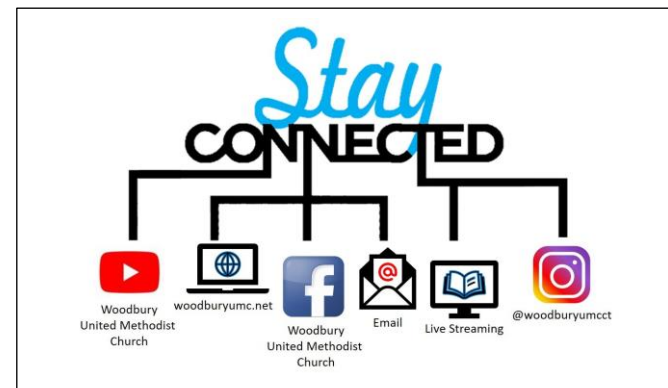 Stay
CONNECTED
Woodbury
United Methodist
Church
woodburyumc.net
Woodbury
United Methodist
Church
@
Email
Live Streaming
@woodburyumcct